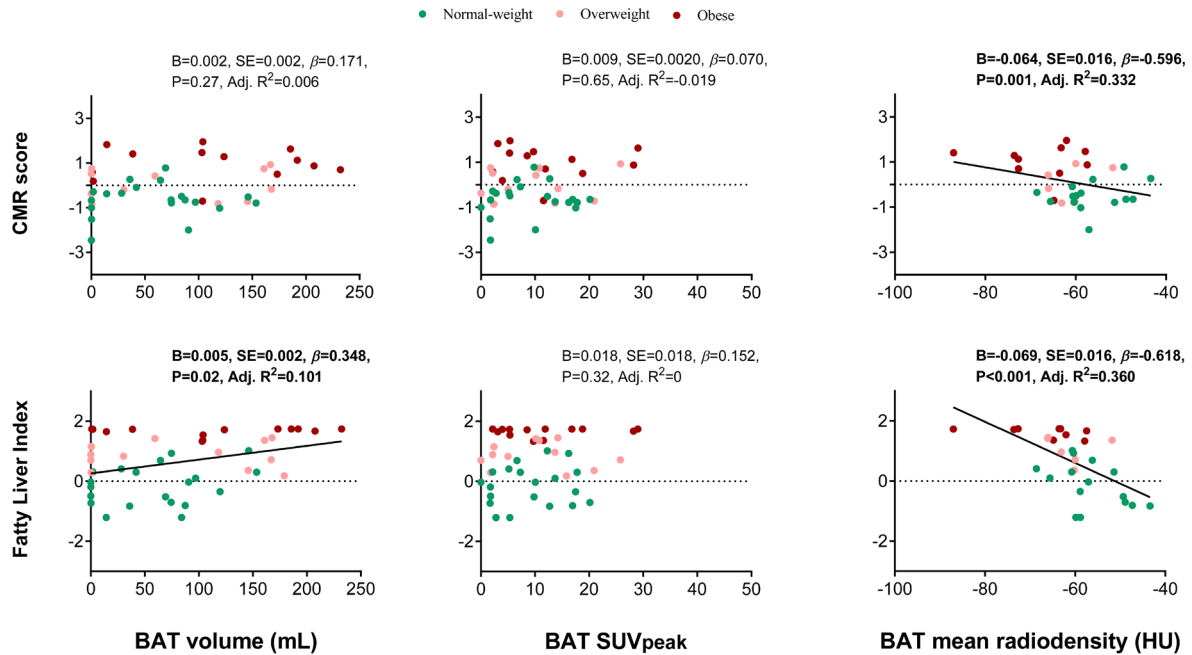 Normal-weight Overweight Obese
B=0.002, SE=0.002, β=0.171,
P=0.27, Adj. R²=0.006
B=0.009, SE=0.0020, β=0.070,
P=0.65, Adj. R²=-0.019
B=-0.064, SE=0.016, β=-0.596,
P=0.001, Adj. R²=0.332
CMR score
3
1
-1
-3
0 50 100 150 200 250
3
1
-1
-3
0 10 20 30 40 50
3
1
-1
-3
-100 -80 -60 -40
B=0.005, SE=0.002, β=0.348,
P=0.02, Adj. R²=0.101
B=0.018, SE=0.018, β=0.152,
P=0.32, Adj. R²=0
B=-0.069, SE=0.016, β=-0.618,
P<0.001, Adj. R²=0.360
Fatty Liver Index
2
0
-2
0 50 100 150 200 250
2
0
-2
0 10 20 30 40 50
2
0
-2
-100 -80 -60 -40
BAT volume (mL)
BAT SUVpeak
BAT mean radiodensity (HU)